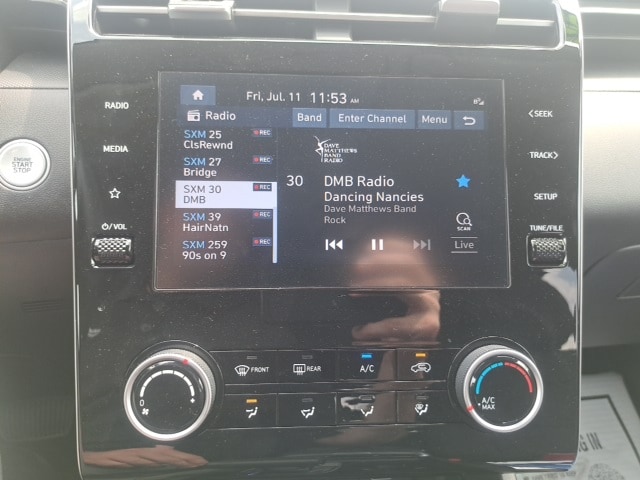 Fri, Jul. 11 11:53 AM
Radio Band Enter Channel Menu
RADIO
MEDIA
VOL
ENGINE
START
STOP
SXM 25 REC
ClsRewnd
SXM 27 REC
Bridge
SXM 30 REC
DMB
SXM 39 REC
HairNatn
SXM 259 REC
90s on 9
DAVE
MATTHEWS
BAND
RADIO
30 DMB Radio
Dancing Nancies
Dave Matthews Band
Rock
SCAN
Live
SEEK
TRACK
SETUP
TUNE/FILE
FRONT REAR A/C
0
A/C
MAX